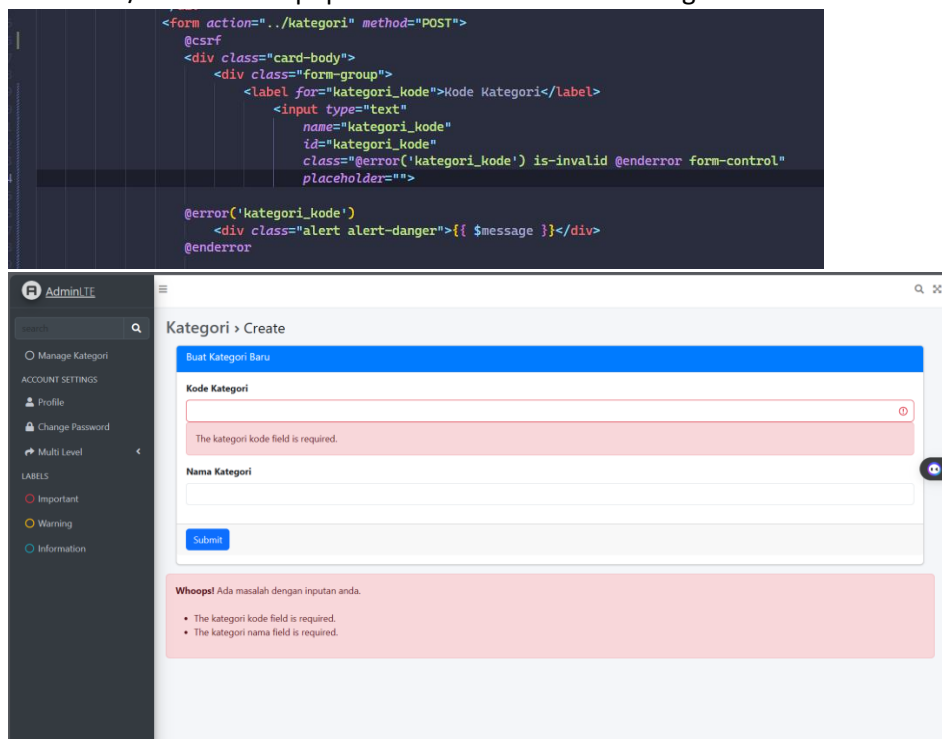 <form action="../kategori" method="POST">
@csrf
<div class="card-body">
<div class="form-group">
<label for="kategori_kode">Kode Kategori</label>
<input type="text"
name="kategori_kode"
id="kategori_kode"
class="@error('kategori_kode') is-invalid @enderror form-control"
placeholder="">
@error('kategori_kode')
<div class="alert alert-danger">{{ $message }}</div>
@enderror
AdminLTE
search
Kategori › Create
Manage Kategori
Buat Kategori Baru
ACCOUNT SETTINGS
Kode Kategori
Profile
Change Password
The kategori kode field is required.
Multi Level
Nama Kategori
LABELS
Important
Warning
Submit
Information
Whoops! Ada masalah dengan inputan anda.
• The kategori kode field is required.
• The kategori nama field is required.